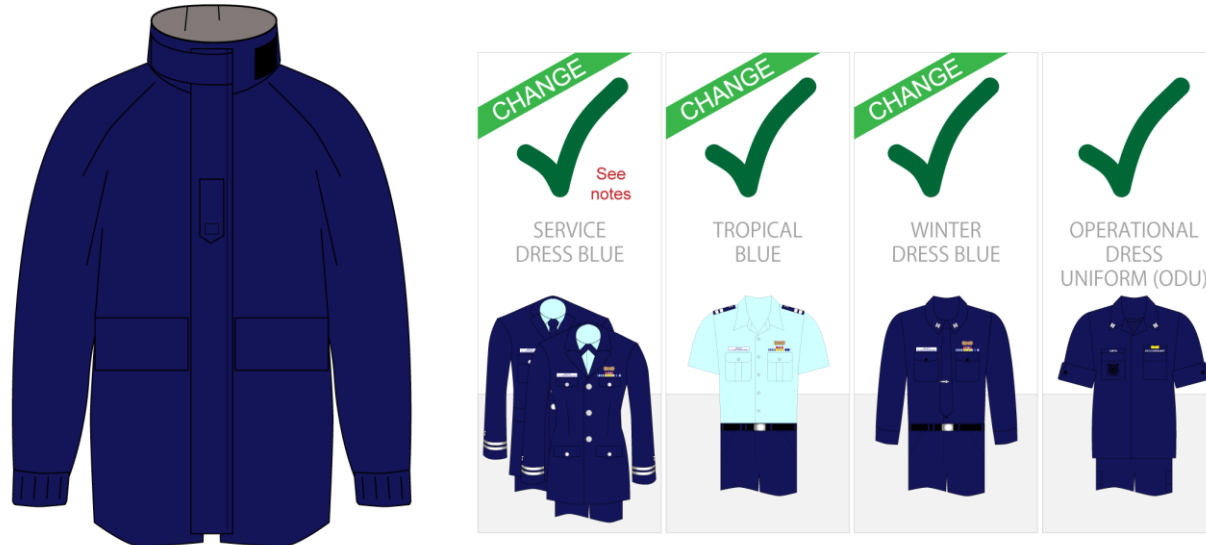 CHANGE
See
notes
SERVICE
DRESS BLUE
CHANGE
TROPICAL
BLUE
CHANGE
WINTER
DRESS BLUE
OPERATIONAL
DRESS
UNIFORM (ODU)